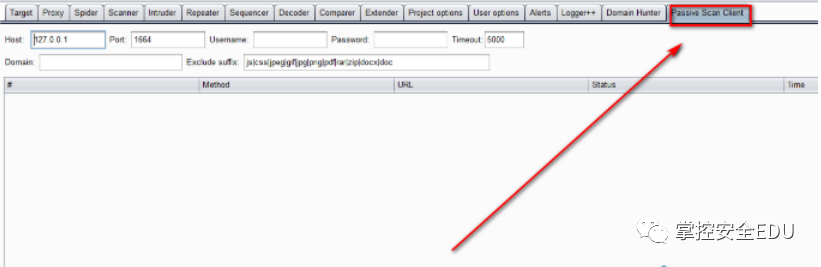 Target Proxy Spider Scanner Intruder Repeater Sequencer Decoder Comparer Extender Project options User options Alerts Logger++ Domain Hunter Passive Scan Client
Host: 127.0.0.1 Port: 1664 Username: Password: Timeout: 5000
Domain: Exclude suffix: js|css|jpeg|gif|jpg|png|pdf|rar|zip|docx|doc
# Method URL Status Time
掌控安全EDU